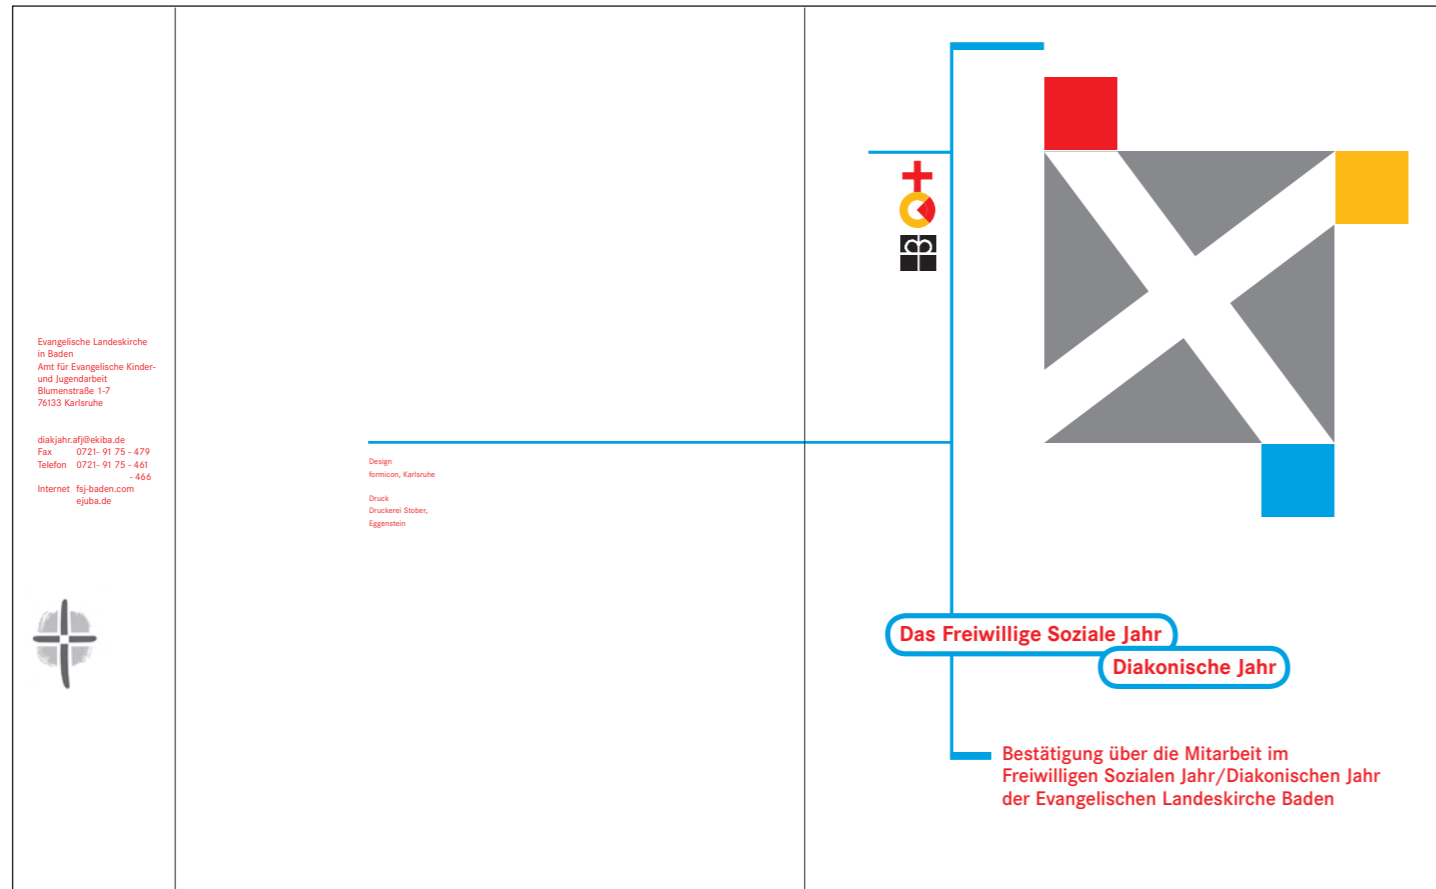 Evangelische Landeskirche
in Baden
Amt für Evangelische Kinder-
und Jugendarbeit
Blumenstraße 1-7
76133 Karlsruhe
diakjahr.afj@ekiba.de
Fax 0721- 91 75 - 479
Telefon 0721- 91 75 - 461
- 466
Internet fsj-baden.com
ejuba.de
Design
formicon, Karlsruhe
Druck
Druckerei Stober,
Eggenstein
Das Freiwillige Soziale Jahr
Diakonische Jahr
Bestätigung über die Mitarbeit im
Freiwilligen Sozialen Jahr/Diakonischen Jahr
der Evangelischen Landeskirche Baden